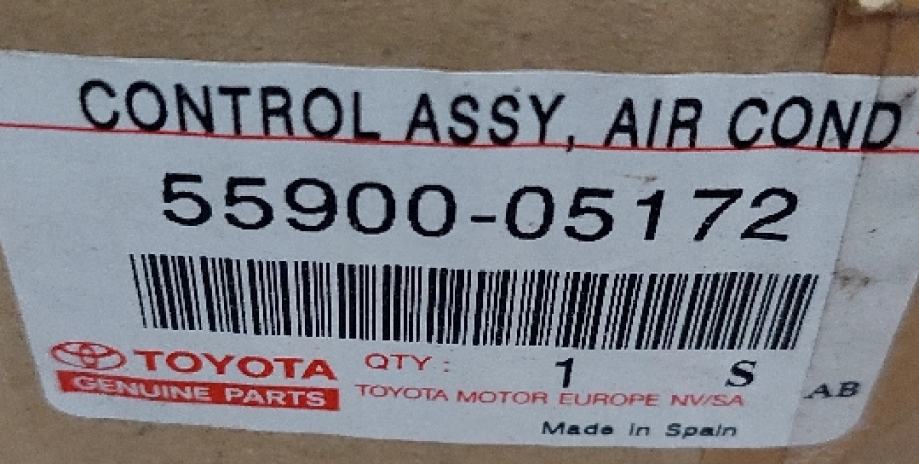 CONTROL ASSY, AIR COND
55900-05172
TOYOTA QTY : 1 S
GENUINE PARTS TOYOTA MOTOR EUROPE NV/SA AB
Made in Spain